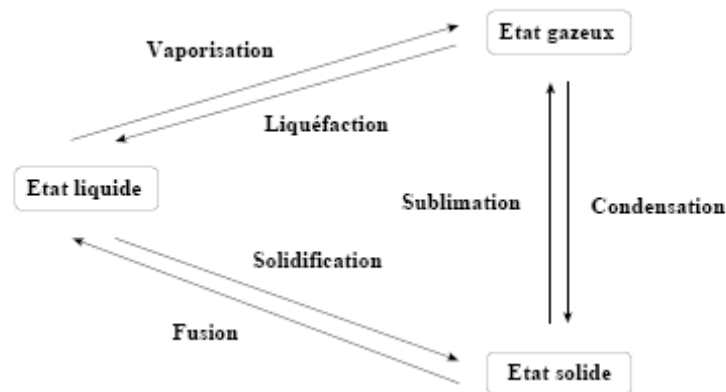 Etat gazeux
Vaporisation
Liquéfaction
Etat liquide
Sublimation
Condensation
Solidification
Fusion
Etat solide